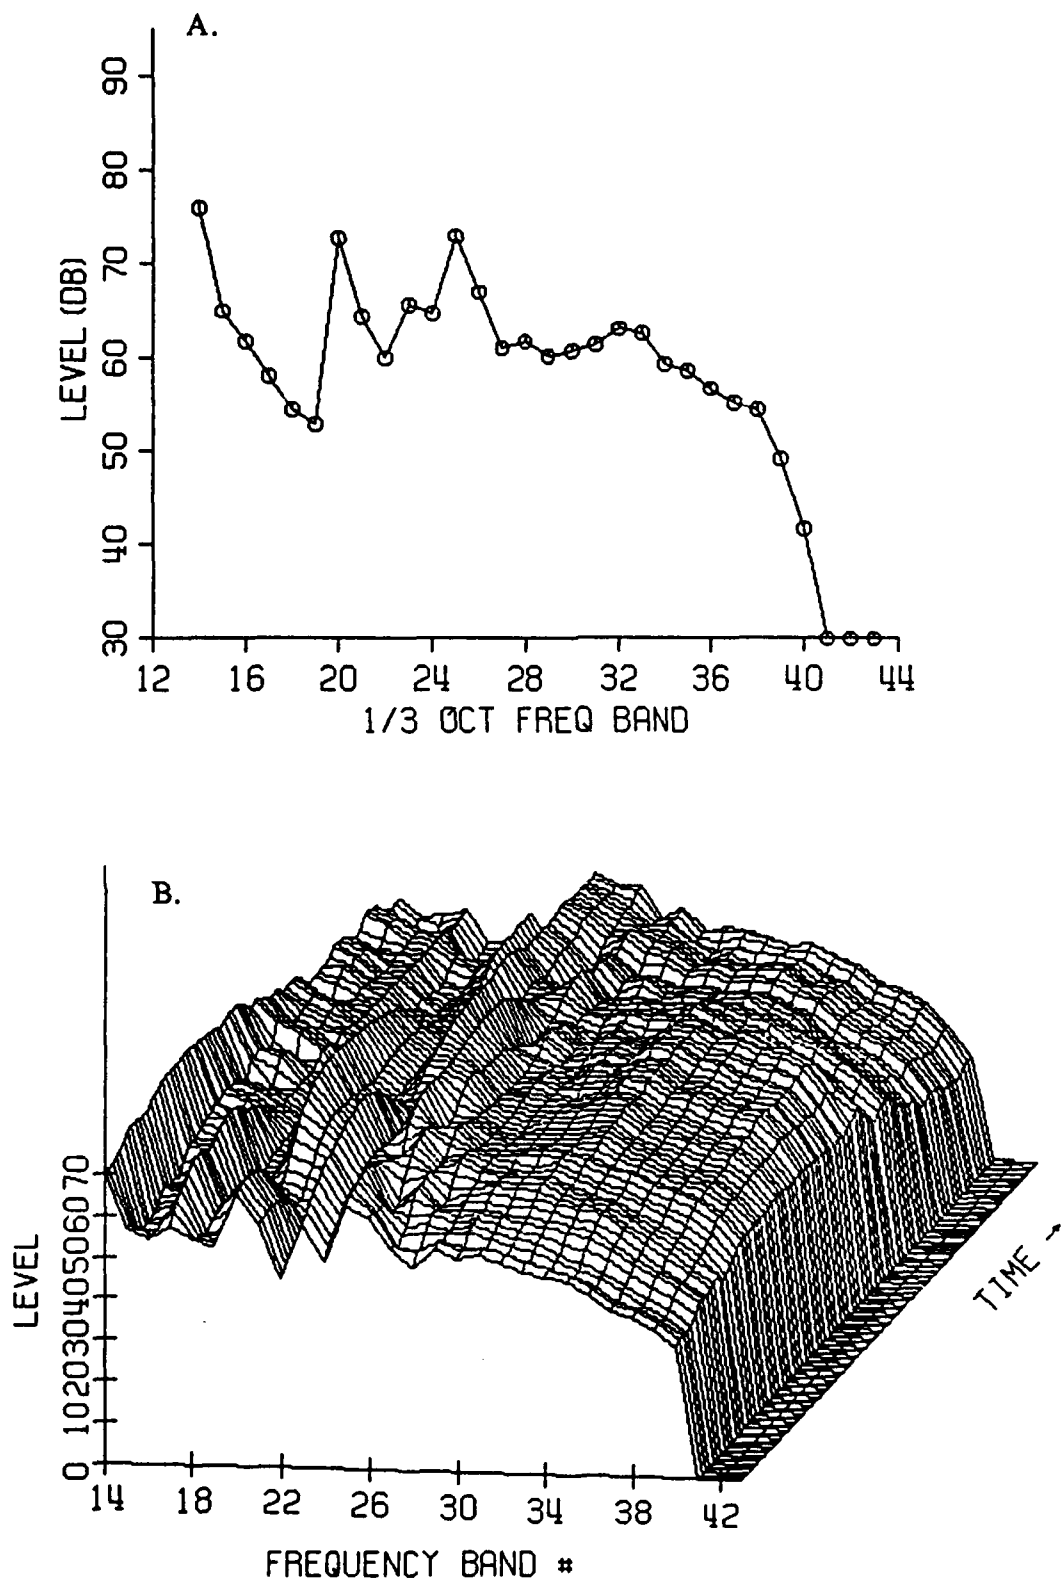 A.
90
80
70
60
50
40
30
LEVEL (DB)
12 16 20 24 28 32 36 40 44
1/3 OCT FREQ BAND
B.
70
60
50
40
30
20
10
0
LEVEL
14 18 22 26 30 34 38 42
FREQUENCY BAND #
TIME →